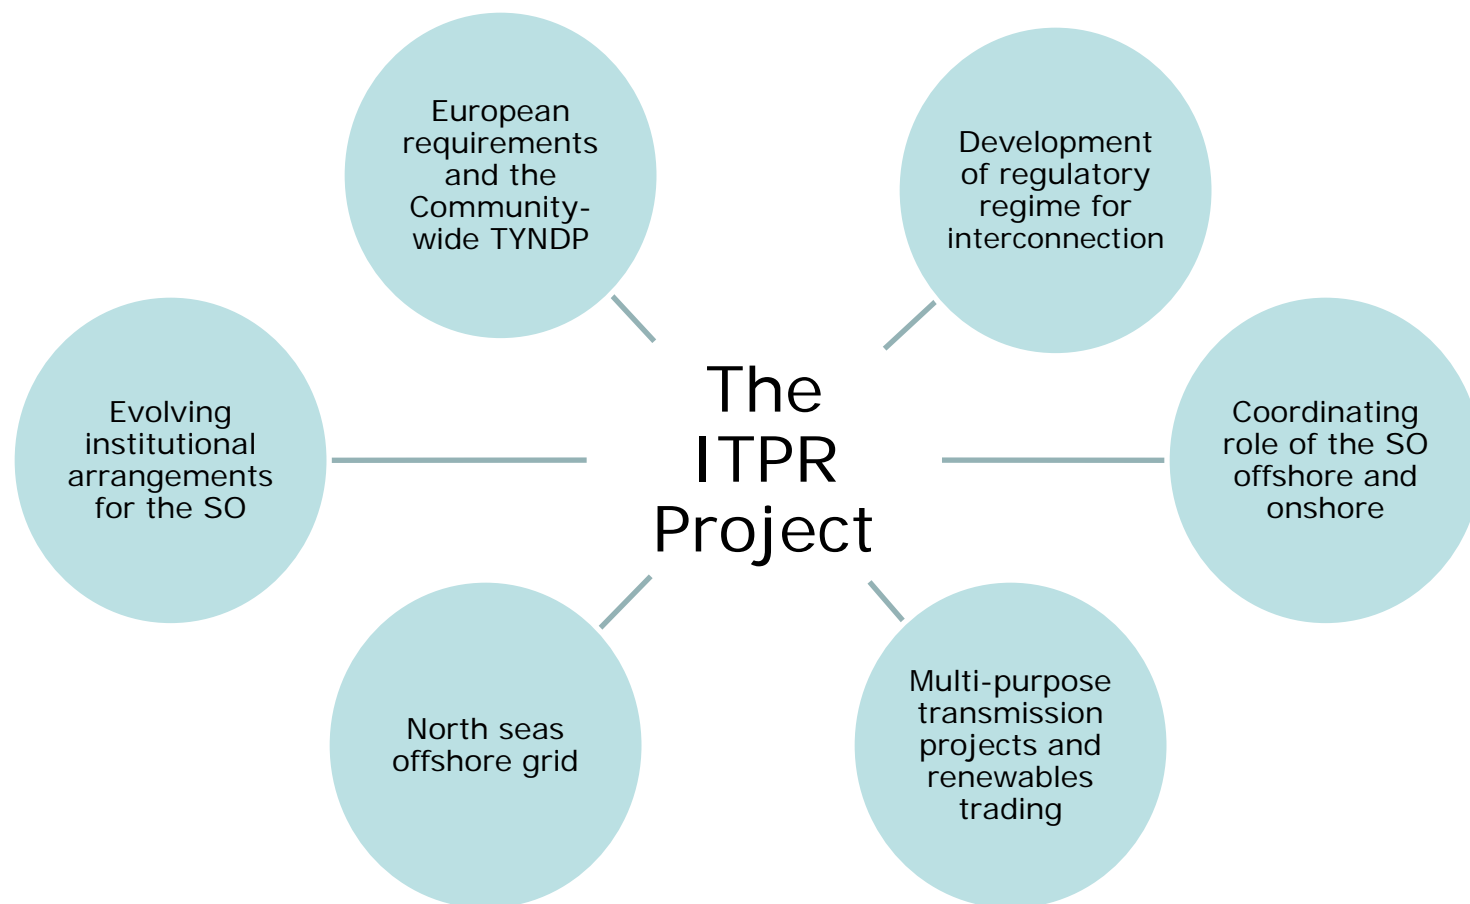 European
requirements
and the
Community-
wide TYNDP
Development
of regulatory
regime for
interconnection
Evolving
institutional
arrangements
for the SO
The
ITPR
Project
Coordinating
role of the SO
offshore and
onshore
North seas
offshore grid
Multi-purpose
transmission
projects and
renewables
trading